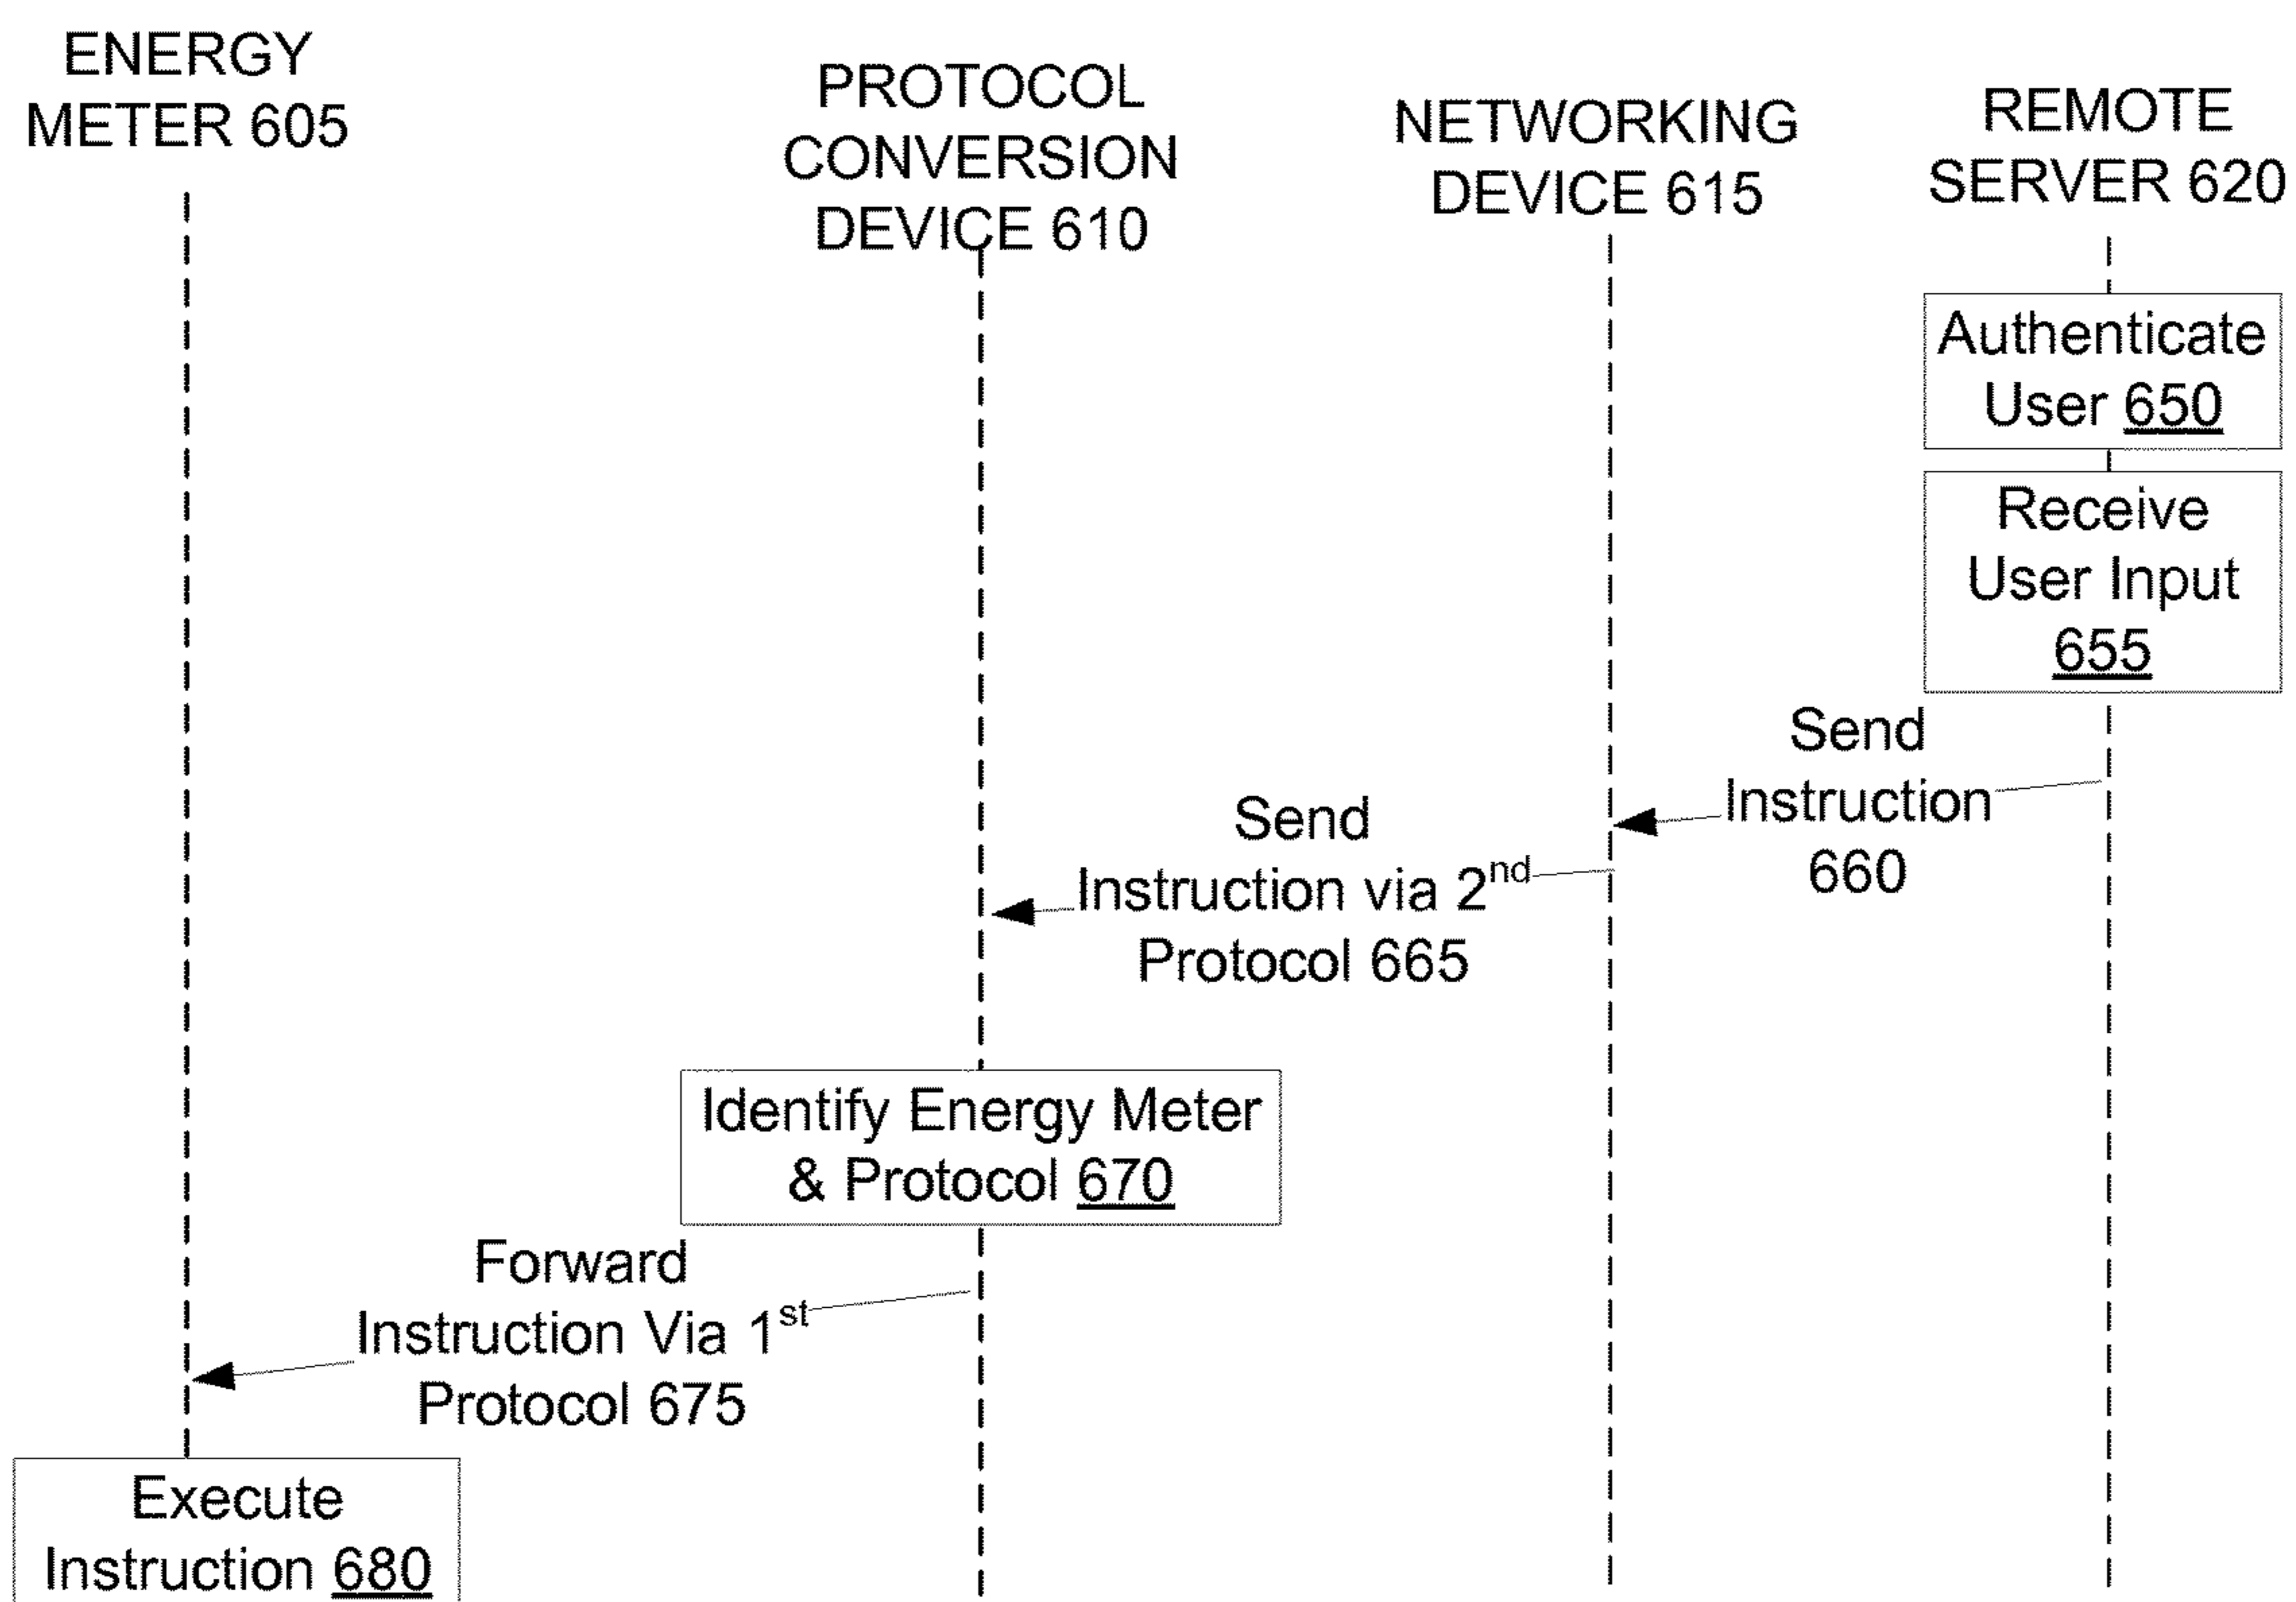 ENERGY
METER 605
PROTOCOL
CONVERSION
DEVICE 610
NETWORKING
DEVICE 615
REMOTE
SERVER 620
Authenticate
User 650
Receive
User Input
655
Send
Instruction
660
Send
Instruction via 2nd
Protocol 665
Identify Energy Meter
& Protocol 670
Forward
Instruction Via 1st
Protocol 675
Execute
Instruction 680